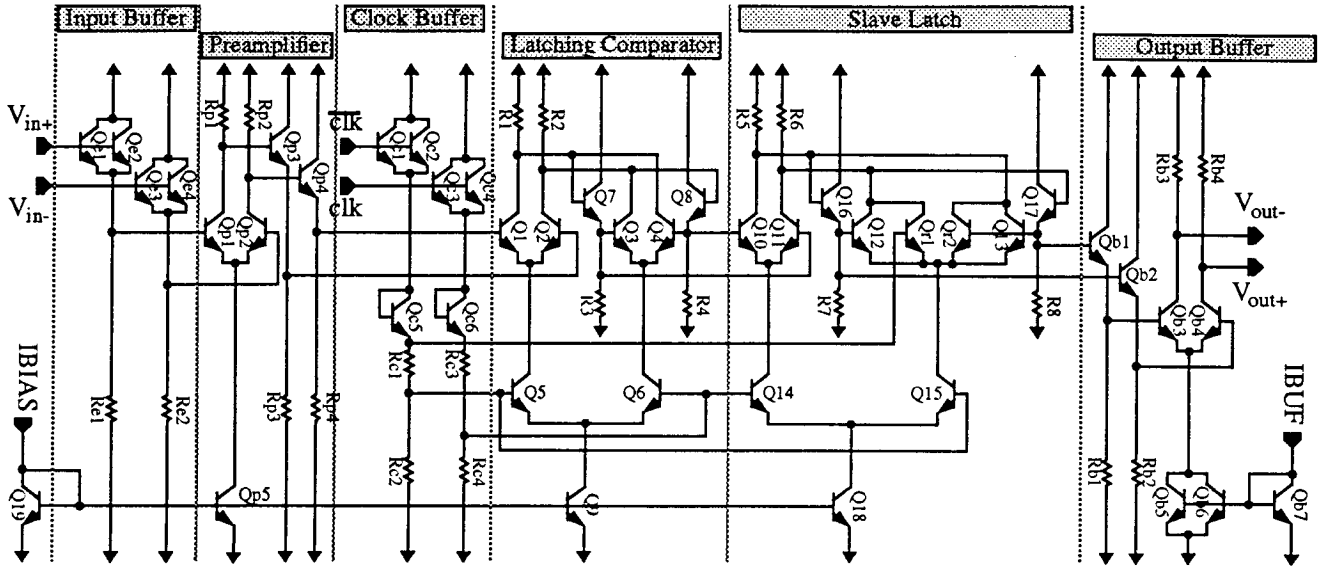 Input Buffer
Preamplifier
Clock Buffer
Latching Comparator
Slave Latch
Output Buffer
Vin+
Vin-
Qe1
Qe2
Qe3
Qe4
Re1
Re2
Rp1
Rp2
Qp3
Qp4
Qp1
Qp2
Rp3
Rp4
Qp5
clk
clk
Qc1
Qc2
Qc3
Qc4
Qc5
Qc6
Rc1
Rc3
Rc2
Rc4
R1
R2
Q7
Q8
Q1
Q2
Q3
Q4
R3
R4
Q5
Q6
Q9
R5
R6
Q16
Q17
Q10
Q11
Q12
Qr1
Qr2
Q13
R7
R8
Q14
Q15
Q18
Rb3
Rb4
Vout-
Vout+
Qb1
Qb2
Qb3
Qb4
Rb1
Rb2
Qb5
Qb6
Qb7
IBIAS
Q19
IBUF